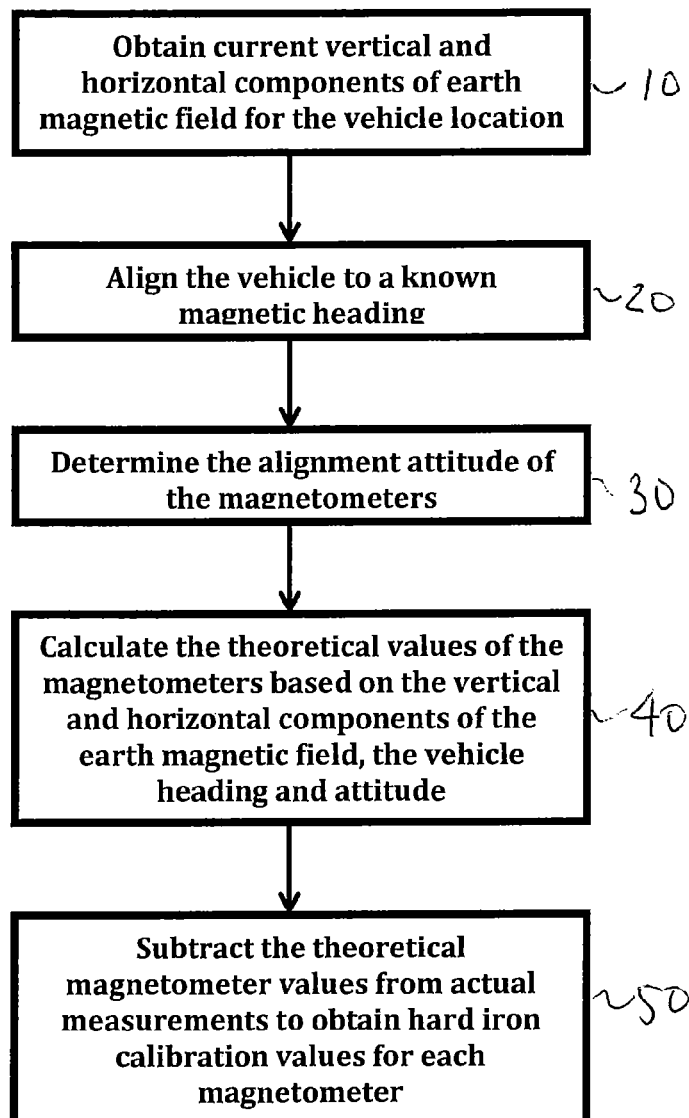 Obtain current vertical and
horizontal components of earth
magnetic field for the vehicle location
~10
Align the vehicle to a known
magnetic heading
~20
Determine the alignment attitude of
the magnetometers
~30
Calculate the theoretical values of the
magnetometers based on the vertical
and horizontal components of the
earth magnetic field, the vehicle
heading and attitude
~40
Subtract the theoretical
magnetometer values from actual
measurements to obtain hard iron
calibration values for each
magnetometer
~50